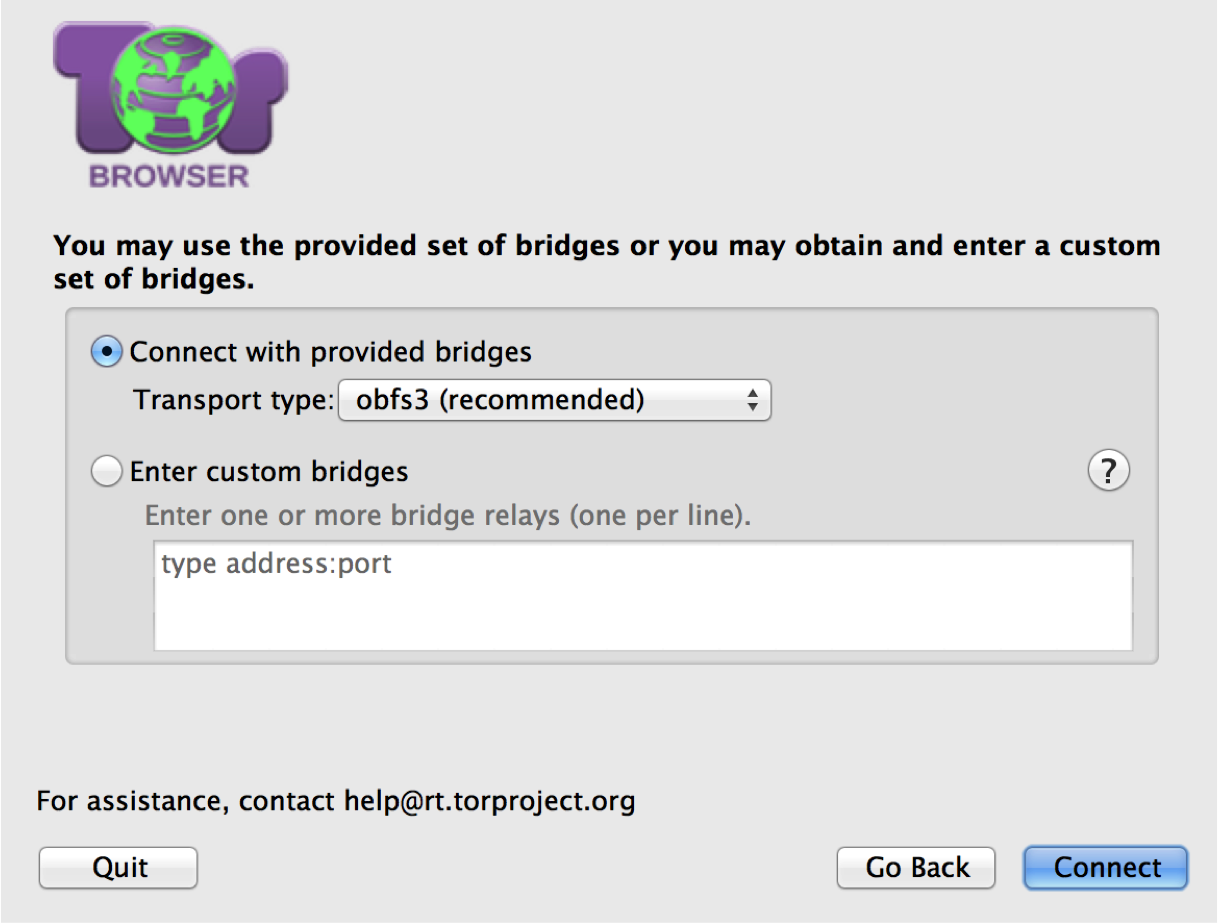 Tor
BROWSER
You may use the provided set of bridges or you may obtain and enter a custom
set of bridges.
Connect with provided bridges
Transport type: obfs3 (recommended)
Enter custom bridges ?
Enter one or more bridge relays (one per line).
type address:port
For assistance, contact help@rt.torproject.org
Quit Go Back Connect